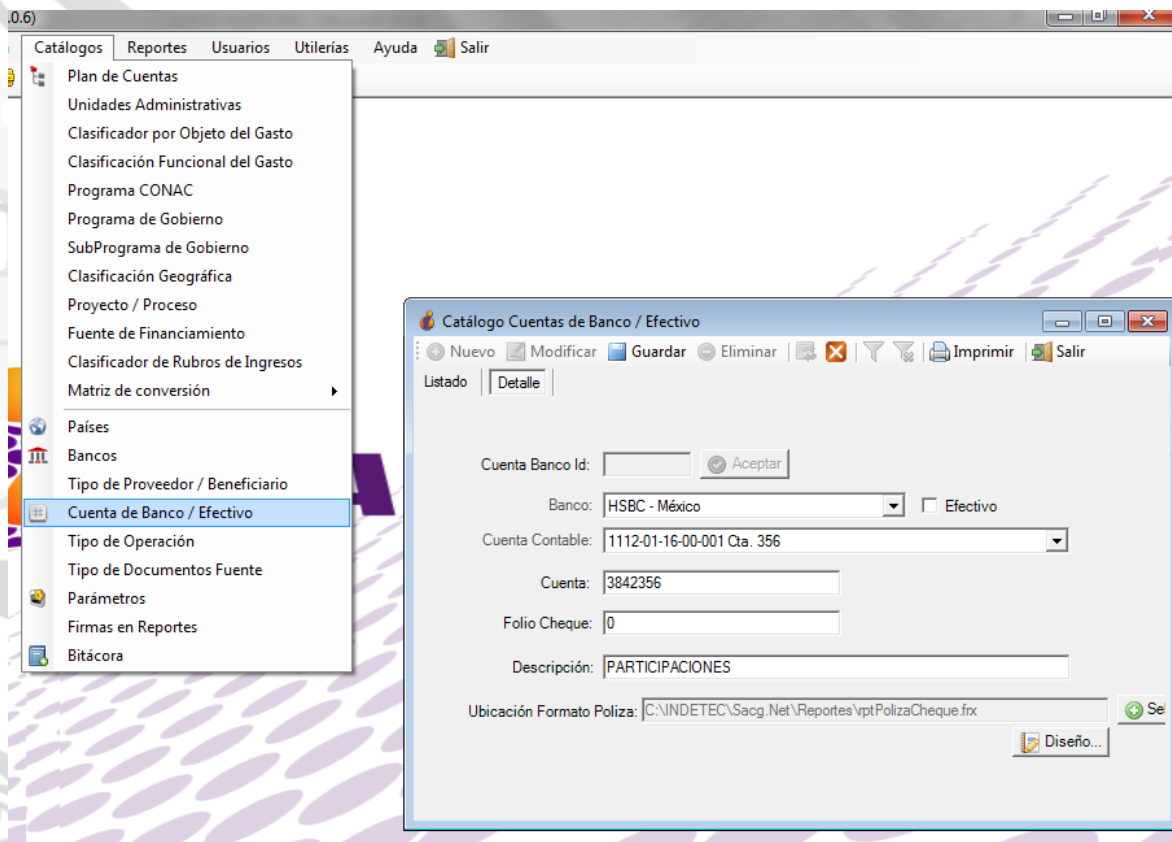 .0.6)
Catálogos Reportes Usuarios Utilerías Ayuda Salir
Plan de Cuentas
Unidades Administrativas
Clasificador por Objeto del Gasto
Clasificación Funcional del Gasto
Programa CONAC
Programa de Gobierno
SubPrograma de Gobierno
Clasificación Geográfica
Proyecto / Proceso
Fuente de Financiamiento
Clasificador de Rubros de Ingresos
Matriz de conversión
Países
Bancos
Tipo de Proveedor / Beneficiario
Cuenta de Banco / Efectivo
Tipo de Operación
Tipo de Documentos Fuente
Parámetros
Firmas en Reportes
Bitácora
Catálogo Cuentas de Banco / Efectivo
Nuevo Modificar Guardar Eliminar Imprimir Salir
Listado Detalle
Cuenta Banco Id: Aceptar
Banco: HSBC - México Efectivo
Cuenta Contable: 1112-01-16-00-001 Cta. 356
Cuenta: 3842356
Folio Cheque: 0
Descripción: PARTICIPACIONES
Ubicación Formato Poliza: C:\INDETEC\Sacg.Net\Reportes\rptPolizaCheque.frx Sel
Diseño...